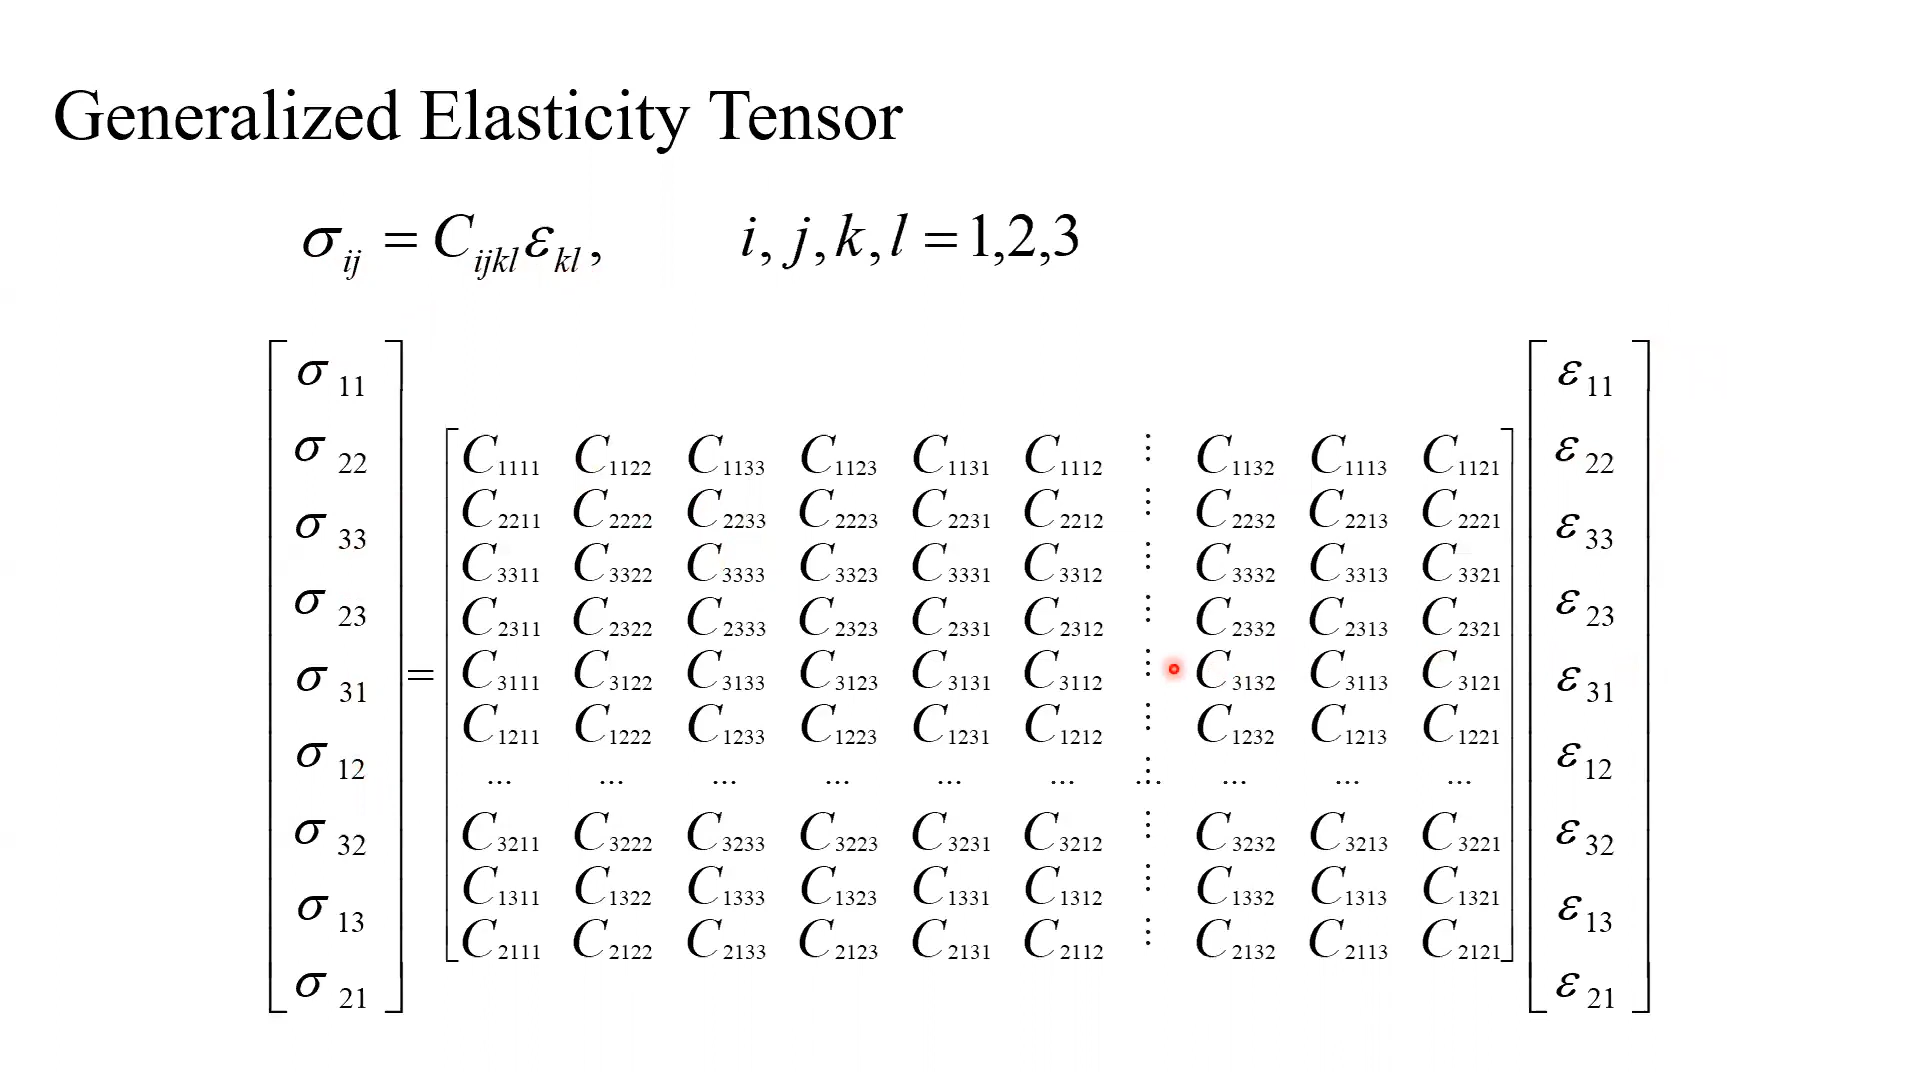 Generalized Elasticity Tensor
σij = Cijkl εkl, i, j, k, l = 1,2,3
σ11 ε11
C1111 C1122 C1133 C1123 C1131 C1112 ⋮ C1132 C1113 C1121
σ22 ε22
C2211 C2222 C2233 C2223 C2231 C2212 ⋮ C2232 C2213 C2221
σ33 ε33
C3311 C3322 C3333 C3323 C3331 C3312 ⋮ C3332 C3313 C3321
σ23 ε23
C2311 C2322 C2333 C2323 C2331 C2312 ⋮ C2332 C2313 C2321
σ31 = C3111 C3122 C3133 C3123 C3131 C3112 ⋮ C3132 C3113 C3121 ε31
C1211 C1222 C1233 C1223 C1231 C1212 ⋮ C1232 C1213 C1221
σ12 ε12
... ... ... ... ... ... ⋮ ... ... ...
σ32 C3211 C3222 C3233 C3223 C3231 C3212 ⋮ C3232 C3213 C3221 ε32
C1311 C1322 C1333 C1323 C1331 C1312 ⋮ C1332 C1313 C1321
σ13 ε13
C2111 C2122 C2133 C2123 C2131 C2112 ⋮ C2132 C2113 C2121
σ21 ε21